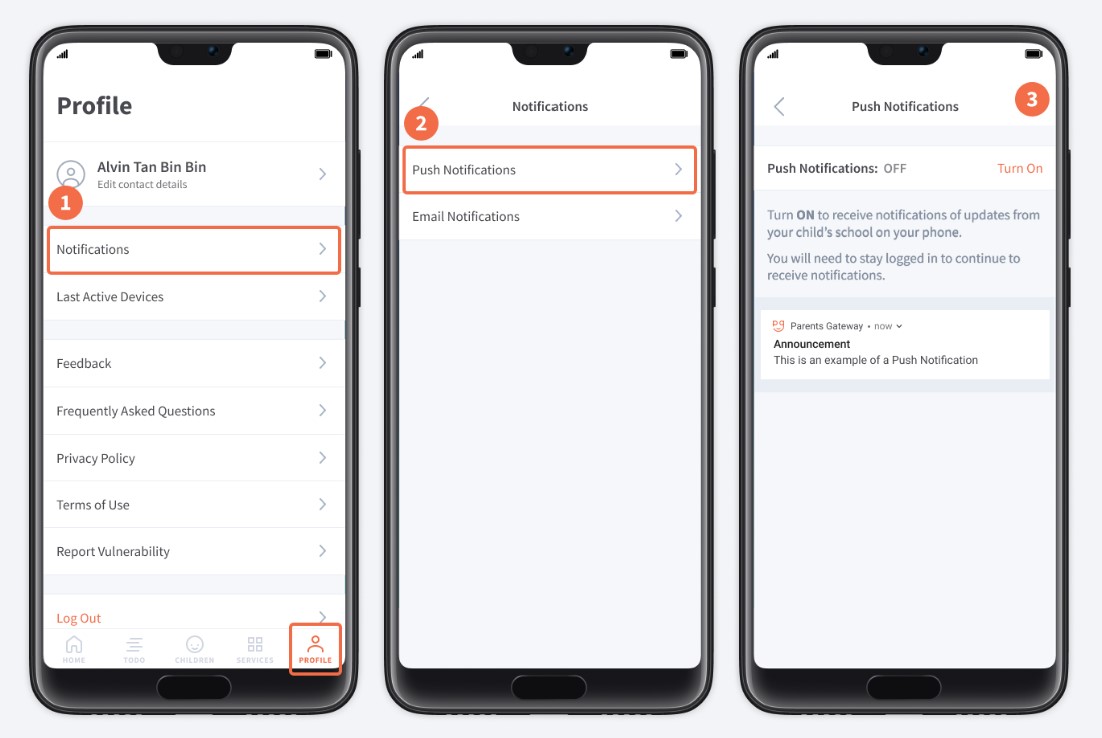 Profile
Alvin Tan Bin Bin
Edit contact details
1
Notifications
Last Active Devices
Feedback
Frequently Asked Questions
Privacy Policy
Terms of Use
Report Vulnerability
Log Out
HOME
TODO
CHILDREN
SERVICES
PROFILE
Notifications
2
Push Notifications
Email Notifications
Push Notifications
3
Push Notifications: OFF
Turn On
Turn ON to receive notifications of updates from
your child's school on your phone.
You will need to stay logged in to continue to
receive notifications.
pg
Parents Gateway • now
Announcement
This is an example of a Push Notification